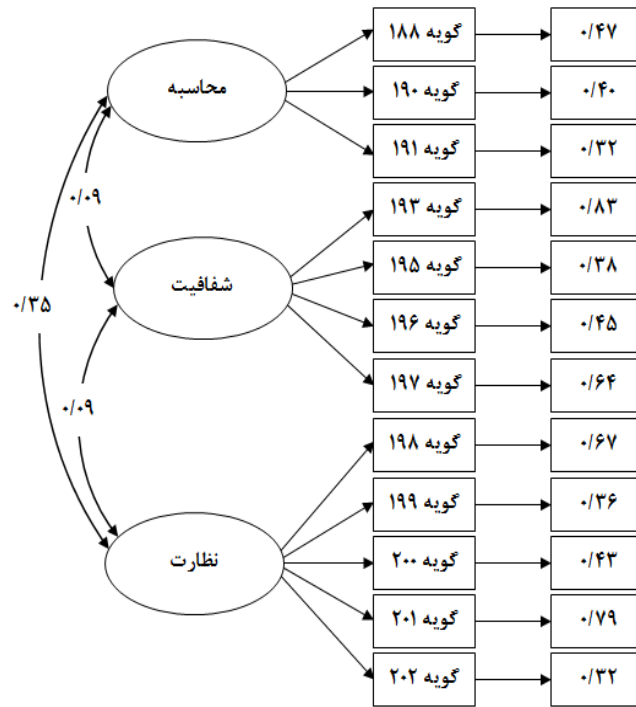 محاسبه
گویه ۱۸۸
۰/۴۷
گویه ۱۹۰
۰/۴۰
گویه ۱۹۱
۰/۳۲
۰/۰۹
شفافیت
گویه ۱۹۳
۰/۸۳
گویه ۱۹۵
۰/۳۸
گویه ۱۹۶
۰/۴۵
گویه ۱۹۷
۰/۶۴
۰/۳۵
۰/۰۹
نظارت
گویه ۱۹۸
۰/۶۷
گویه ۱۹۹
۰/۳۶
گویه ۲۰۰
۰/۴۳
گویه ۲۰۱
۰/۷۹
گویه ۲۰۲
۰/۳۲